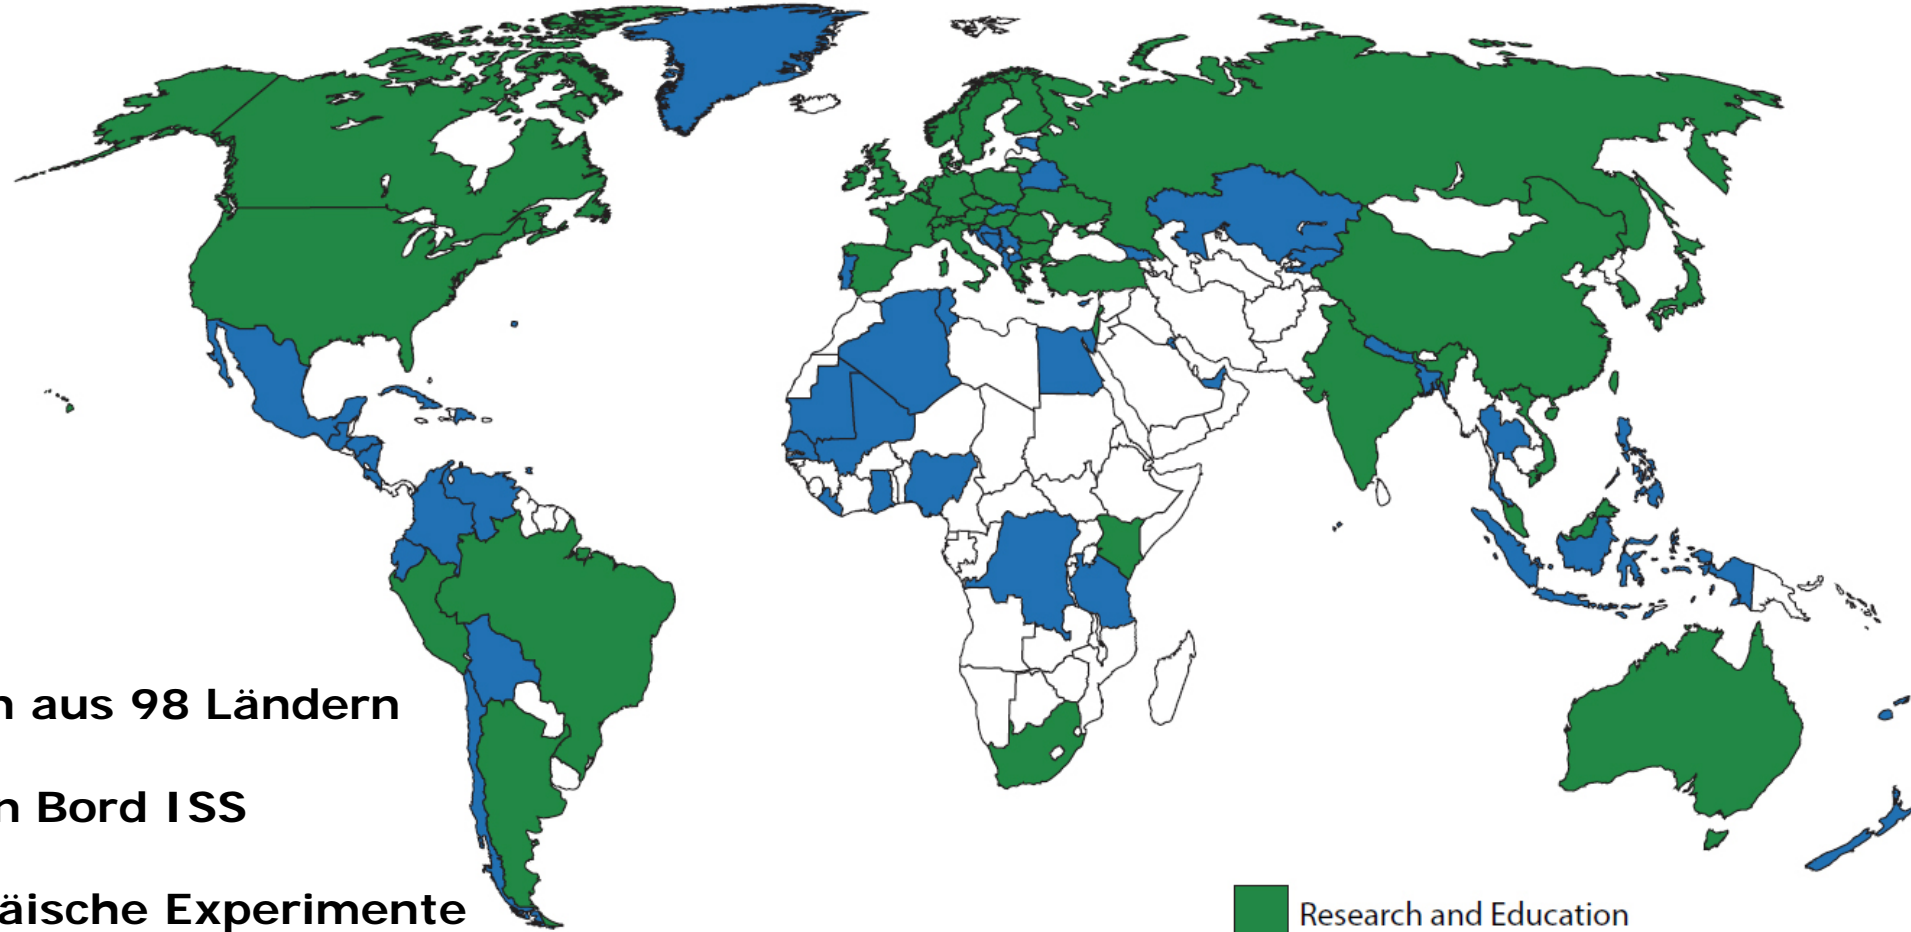 n aus 98 Ländern
n Bord ISS
äische Experimente
Research and Education